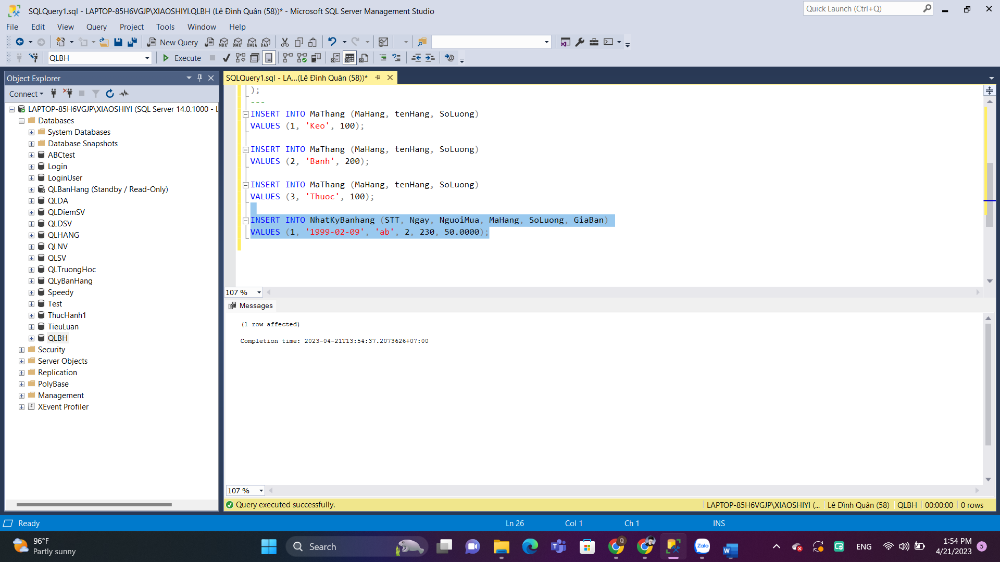 SQLQuery1.sql - LAPTOP-85H6VGJP\XIAOSHIYI.QLBH (Lê Đình Quân (58))* - Microsoft SQL Server Management Studio
Quick Launch (Ctrl+Q)
File Edit View Query Project Tools Window Help
New Query MDX DMX XMLA DAX
QLBH Execute
Object Explorer
Connect
LAPTOP-85H6VGJP\XIAOSHIYI (SQL Server 14.0.1000 - L
Databases
System Databases
Database Snapshots
ABCtest
Login
LoginUser
QLBanHang (Standby / Read-Only)
QLDA
QLDiemSV
QLDSV
QLHANG
QLNV
QLSV
QLTruongHoc
QLyBanHang
Speedy
Test
ThucHanh1
TieuLuan
QLBH
Security
Server Objects
Replication
PolyBase
Management
XEvent Profiler
SQLQuery1.sql - LA...(Lê Đình Quân (58))*
);
---
INSERT INTO MaThang (MaHang, tenHang, SoLuong)
VALUES (1, 'Keo', 100);
INSERT INTO MaThang (MaHang, tenHang, SoLuong)
VALUES (2, 'Banh', 200);
INSERT INTO MaThang (MaHang, tenHang, SoLuong)
VALUES (3, 'Thuoc', 100);
INSERT INTO NhatKyBanhang (STT, Ngay, NguoiMua, MaHang, SoLuong, GiaBan)
VALUES (1, '1999-02-09', 'ab', 2, 230, 50.0000);
107 %
Messages
(1 row affected)
Completion time: 2023-04-21T13:54:37.2073626+07:00
107 %
Query executed successfully.
LAPTOP-85H6VGJP\XIAOSHIYI (... Lê Đình Quân (58) QLBH 00:00:00 0 rows
Ready Ln 26 Col 1 Ch 1 INS
96°F
Partly sunny
Search
Zalo
ENG
1:54 PM
4/21/2023
5